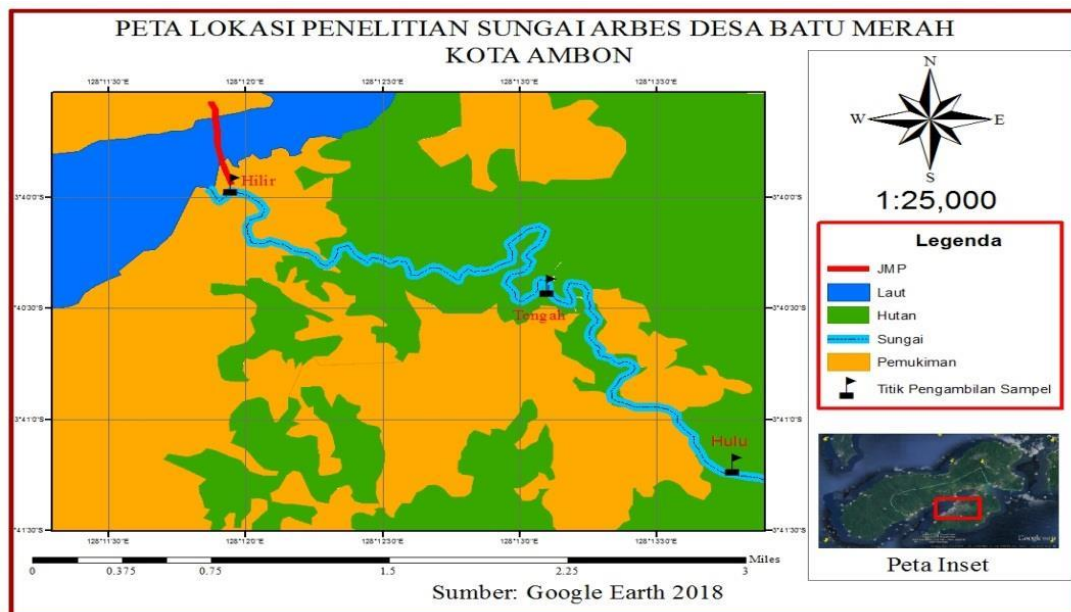 PETA LOKASI PENELITIAN SUNGAI ARBES DESA BATU MERAH
KOTA AMBON
128°11'30"E 128°12'0"E 128°12'30"E 128°13'0"E 128°13'30"E
Hilir
3°40'0"S 3°40'0"S
3°40'30"S 3°40'30"S
Tengah
3°41'0"S 3°41'0"S
Hulu
3°41'30"S 3°41'30"S
128°11'30"E 128°12'0"E 128°12'30"E 128°13'0"E 128°13'30"E
Miles
0 0.375 0.75 1.5 2.25 3
Sumber: Google Earth 2018
N
W E
S
1:25,000
Legenda
JMP
Laut
Hutan
Sungai
Pemukiman
Titik Pengambilan Sampel
Peta Inset